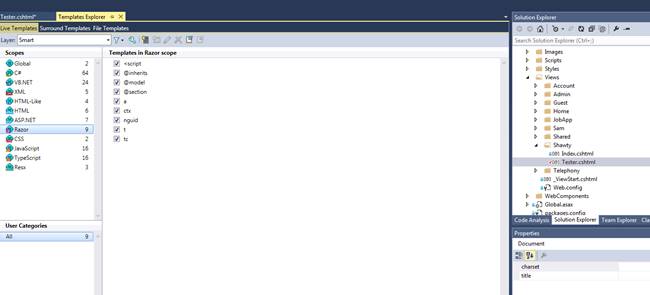 Tester.cshtml*
Templates Explorer
Live Templates Surround Templates File Templates
Layer: Smart
Scopes
Global 2
C# 64
VB.NET 24
XML 5
HTML-Like 4
HTML 6
ASP.NET 7
Razor 9
CSS 2
JavaScript 16
TypeScript 16
Resx 3
User Categories
All 9
Templates in Razor scope
<script
@inherits
@model
@section
a
ctx
nguid
t
tc
Solution Explorer
Search Solution Explorer (Ctrl+;)
Images
Scripts
Styles
Views
Account
Admin
Guest
Home
JobApp
Sam
Shared
Shawty
Index.cshtml
Tester.cshtml
Telephony
_ViewStart.cshtml
Web.config
WebComponents
Global.asax
packages.config
Code Analysis Solution Explorer Team Explorer Cla
Properties
Document
charset
title